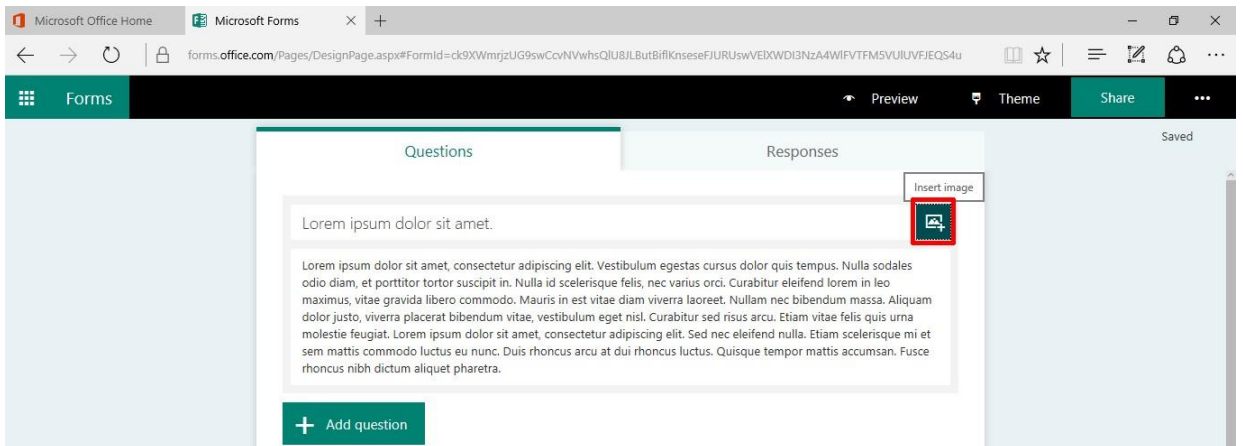 Microsoft Office Home
Microsoft Forms
forms.office.com/Pages/DesignPage.aspx#FormId=
Forms
Preview
Theme
Share
Saved
Questions
Responses
Insert image
Lorem ipsum dolor sit amet.
Lorem ipsum dolor sit amet, consectetur adipiscing elit. Vestibulum egestas cursus dolor quis tempus. Nulla sodales
odio diam, et porttitor tortor suscipit in. Nulla id scelerisque felis, nec varius orci. Curabitur eleifend lorem in leo
maximus, vitae gravida libero commodo. Mauris in est vitae diam viverra laoreet. Nullam nec bibendum massa. Aliquam
dolor justo, viverra placerat bibendum vitae, vestibulum eget nisl. Curabitur sed risus arcu. Etiam vitae felis quis urna
molestie feugiat. Lorem ipsum dolor sit amet, consectetur adipiscing elit. Sed nec eleifend nulla. Etiam scelerisque mi et
sem mattis commodo luctus eu nunc. Duis rhoncus arcu at dui rhoncus luctus. Quisque tempor mattis accumsan. Fusce
rhoncus nibh dictum aliquet pharetra.
Add question